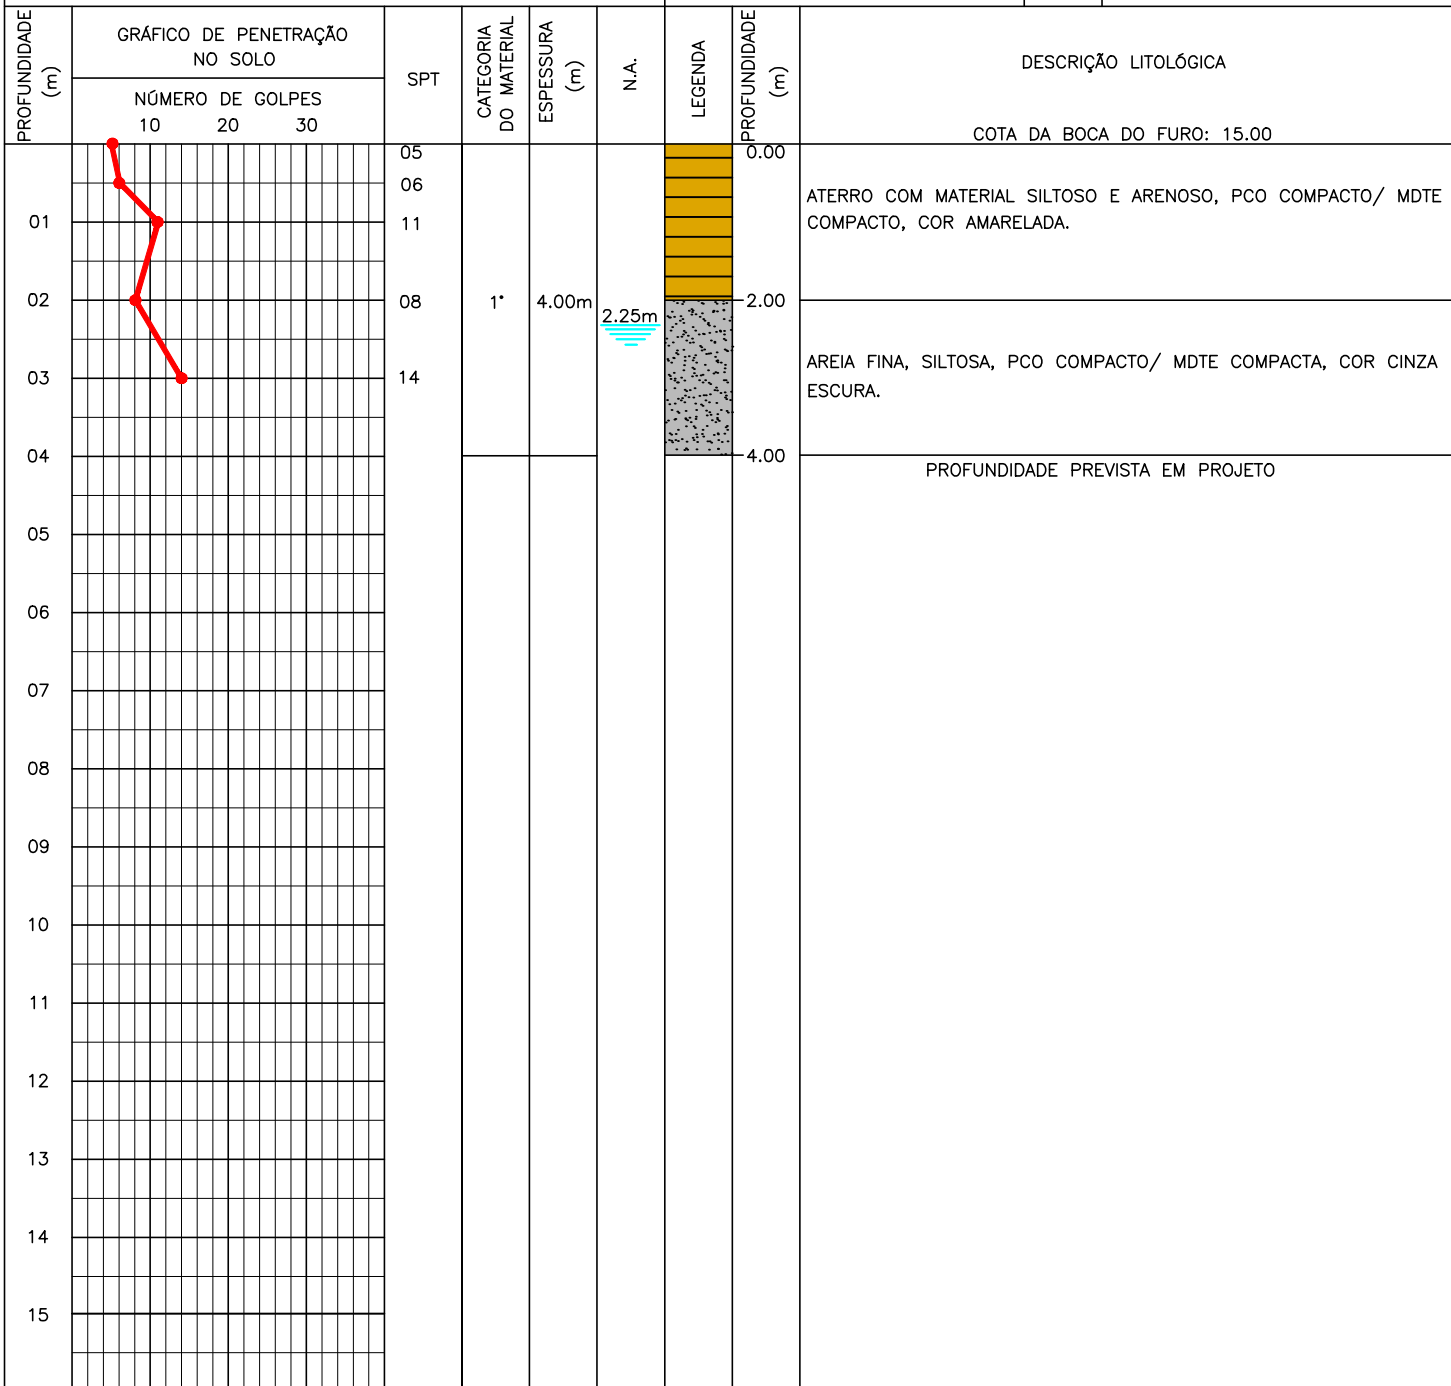 PROFUNDIDADE
(m)
GRÁFICO DE PENETRAÇÃO
NO SOLO
NÚMERO DE GOLPES
10 20 30
SPT
CATEGORIA
DO MATERIAL
ESPESSURA
(m)
N.A.
LEGENDA
PROFUNDIDADE
(m)
DESCRIÇÃO LITOLÓGICA
COTA DA BOCA DO FURO: 15.00
05
0.00
06
ATERRO COM MATERIAL SILTOSO E ARENOSO, PCO COMPACTO/ MDTE
COMPACTO, COR AMARELADA.
01
11
02
08
1ª
4.00m
2.25m
2.00
AREIA FINA, SILTOSA, PCO COMPACTO/ MDTE COMPACTA, COR CINZA
ESCURA.
03
14
04
4.00
PROFUNDIDADE PREVISTA EM PROJETO
05
06
07
08
09
10
11
12
13
14
15